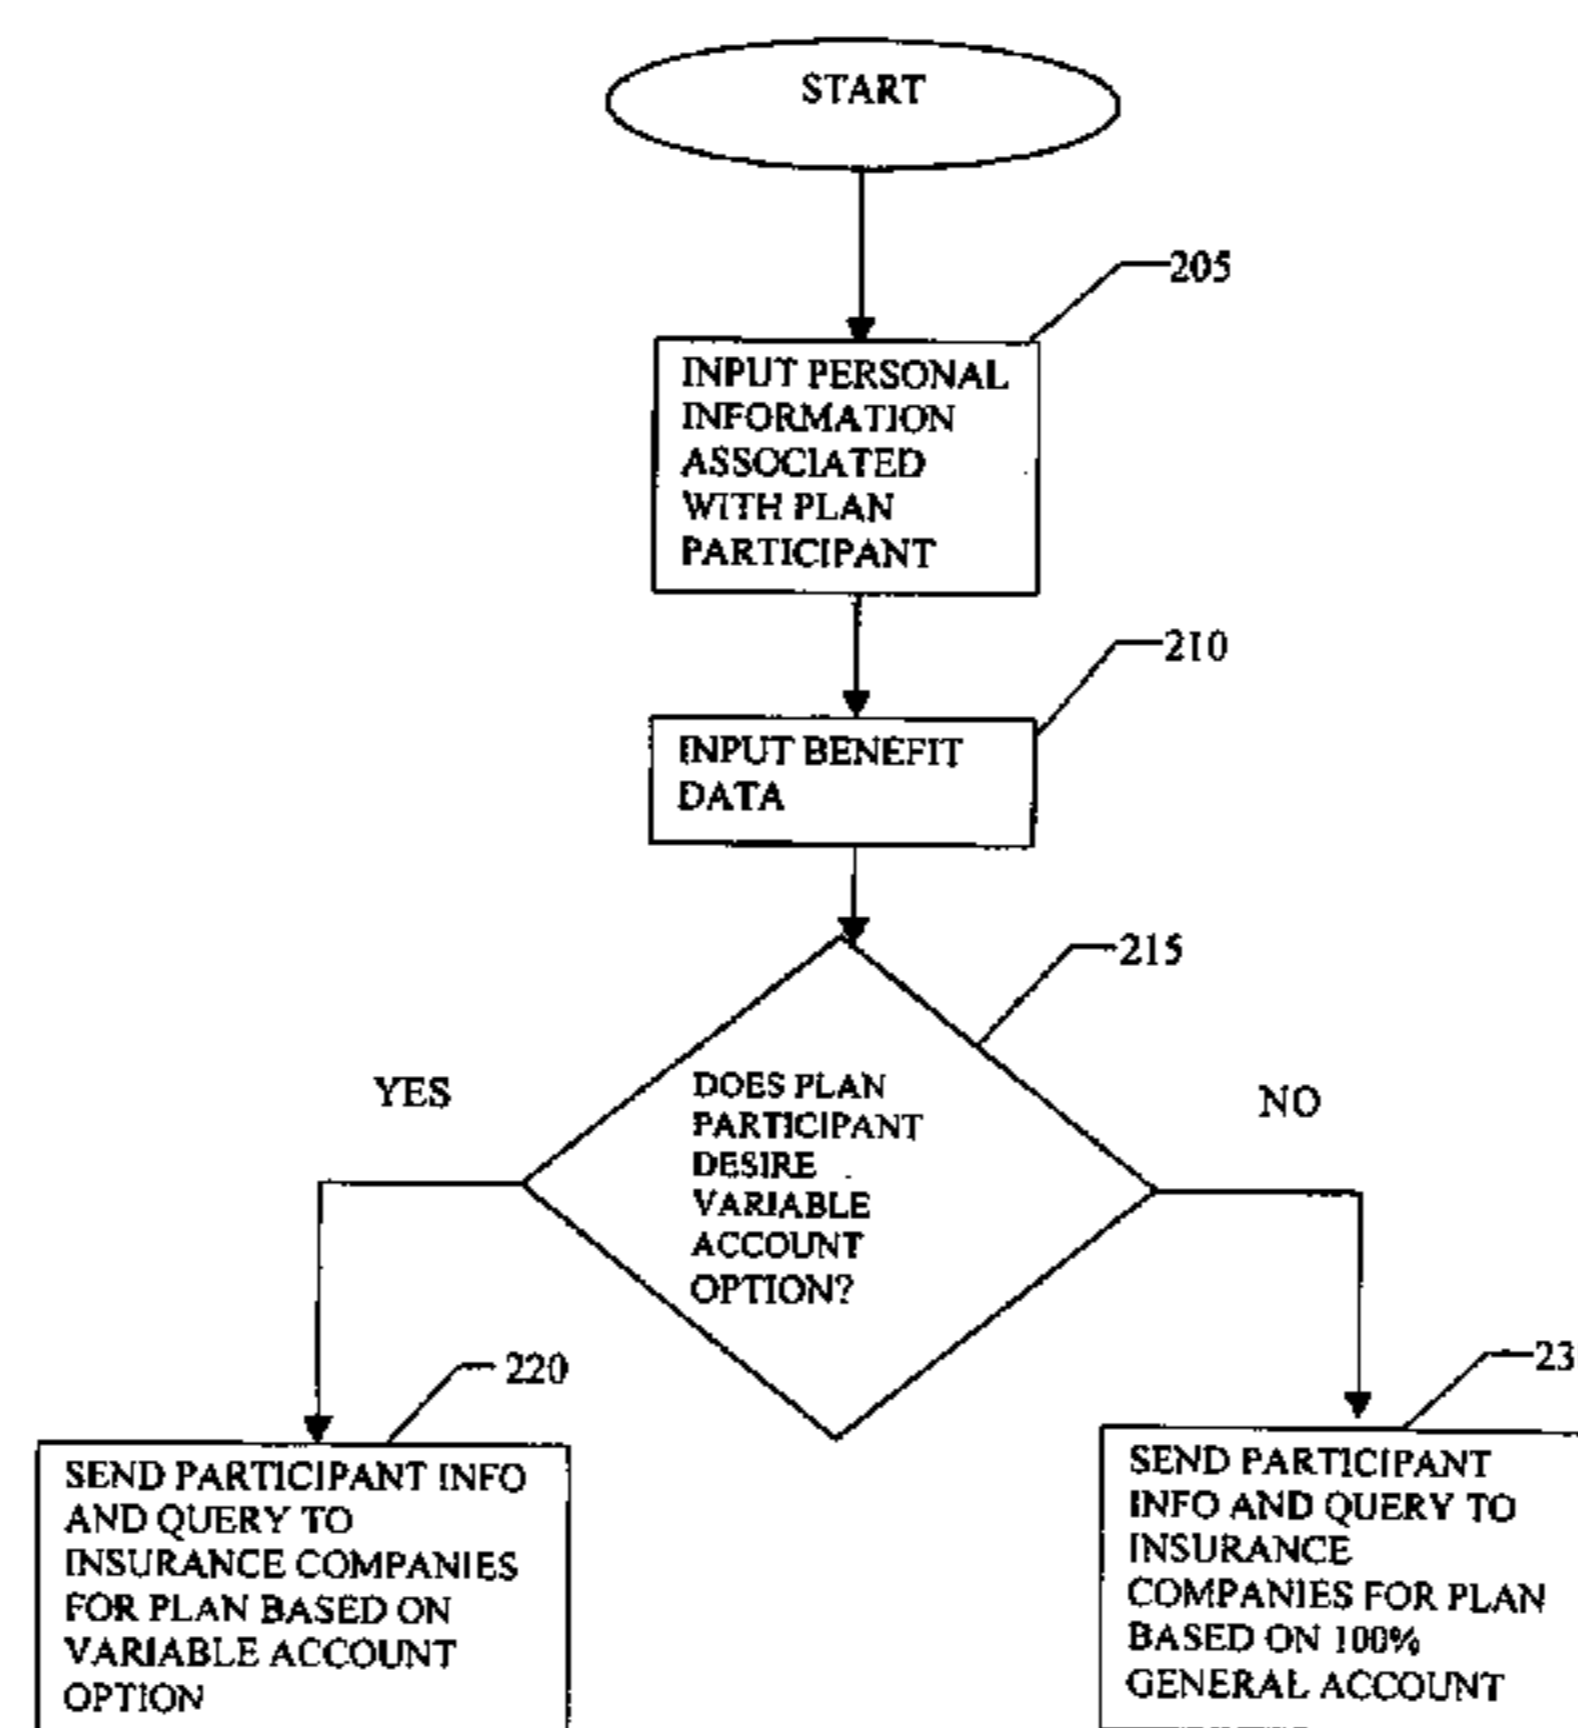 START
205
INPUT PERSONAL
INFORMATION
ASSOCIATED
WITH PLAN
PARTICIPANT
210
INPUT BENEFIT
DATA
215
YES
NO
DOES PLAN
PARTICIPANT
DESIRE
VARIABLE
ACCOUNT
OPTION?
220
SEND PARTICIPANT INFO
AND QUERY TO
INSURANCE COMPANIES
FOR PLAN BASED ON
VARIABLE ACCOUNT
OPTION
23
SEND PARTICIPANT
INFO AND QUERY TO
INSURANCE
COMPANIES FOR PLAN
BASED ON 100%
GENERAL ACCOUNT